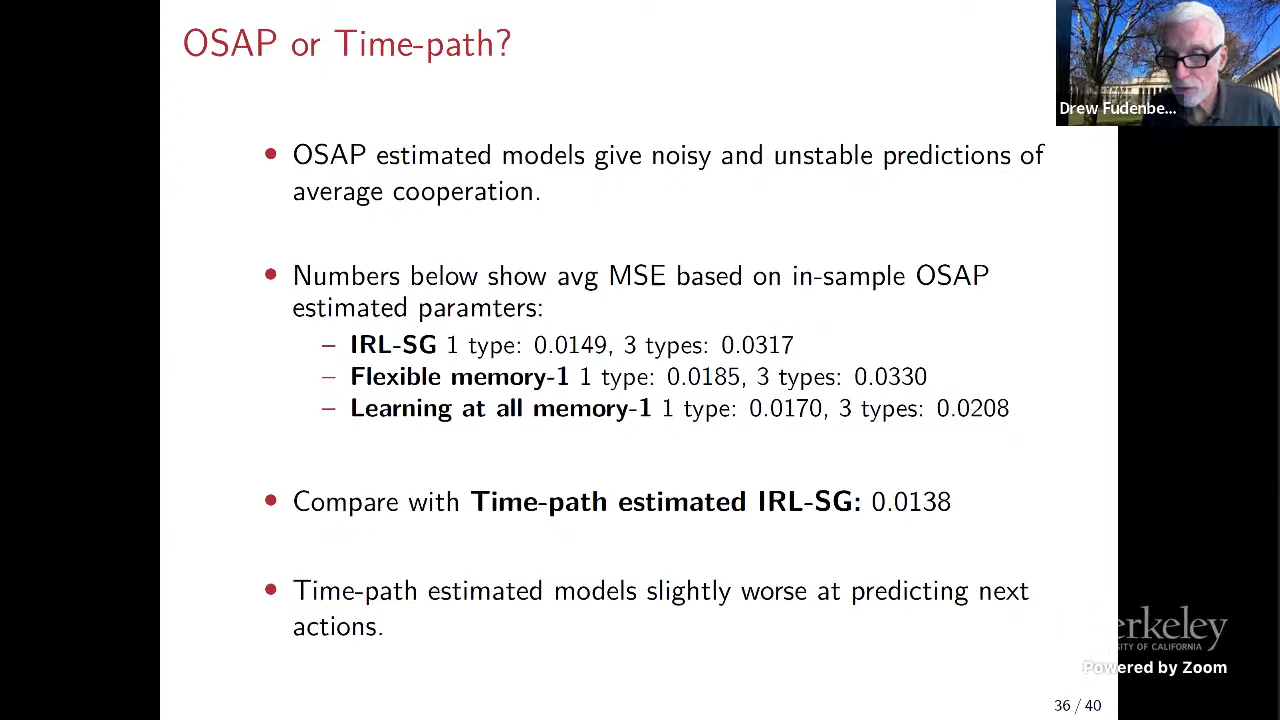 OSAP or Time-path?
Drew Fudenbe...
• OSAP estimated models give noisy and unstable predictions of
average cooperation.
• Numbers below show avg MSE based on in-sample OSAP
estimated paramters:
– IRL-SG 1 type: 0.0149, 3 types: 0.0317
– Flexible memory-1 1 type: 0.0185, 3 types: 0.0330
– Learning at all memory-1 1 type: 0.0170, 3 types: 0.0208
• Compare with Time-path estimated IRL-SG: 0.0138
• Time-path estimated models slightly worse at predicting next
actions.
erkeley
SITY OF CALIFORNIA
Powered by Zoom
36 / 40